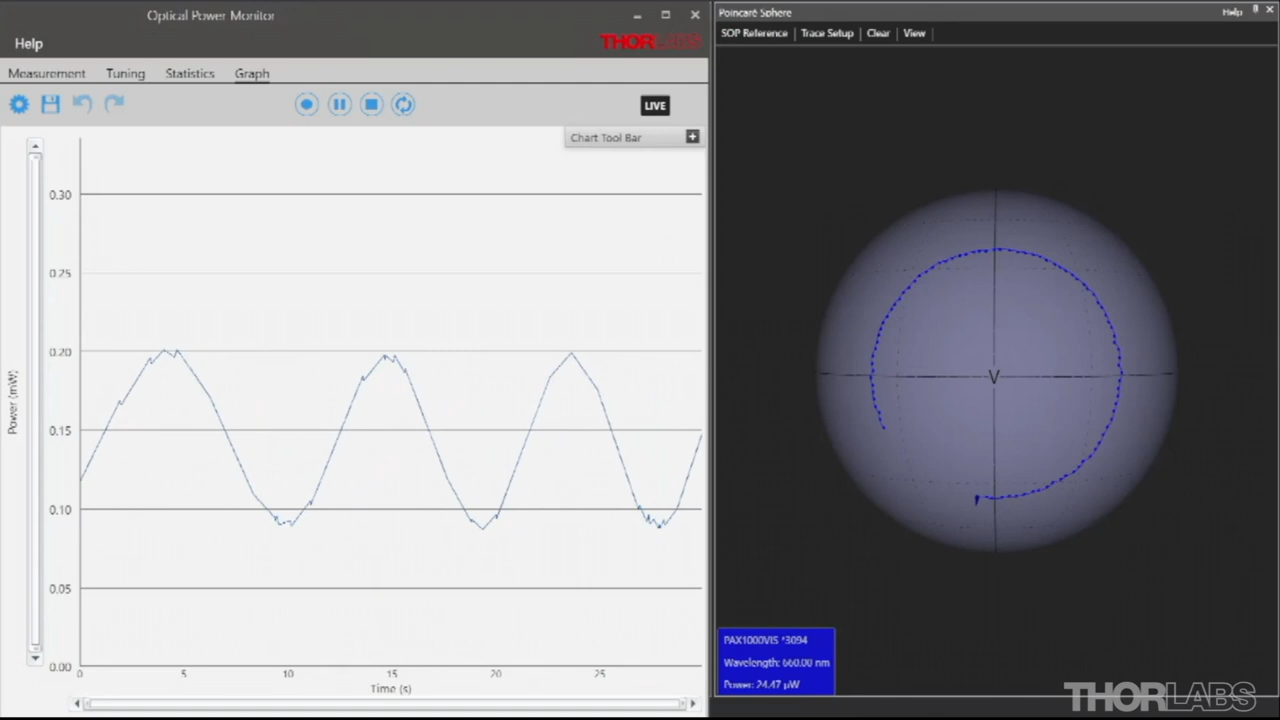 Optical Power Monitor
Help
THORLABS
Measurement Tuning Statistics Graph
LIVE
Chart Tool Bar
0.30
0.25
0.20
0.15
0.10
0.05
0.00
Power (mW)
0 5 10 15 20 25
Time (s)
Poincaré Sphere
Help
SOP Reference Trace Setup Clear View
V
PAX1000VIS *3094
Wavelength: 660.00 nm
Power: 24.47 µW
THORLABS